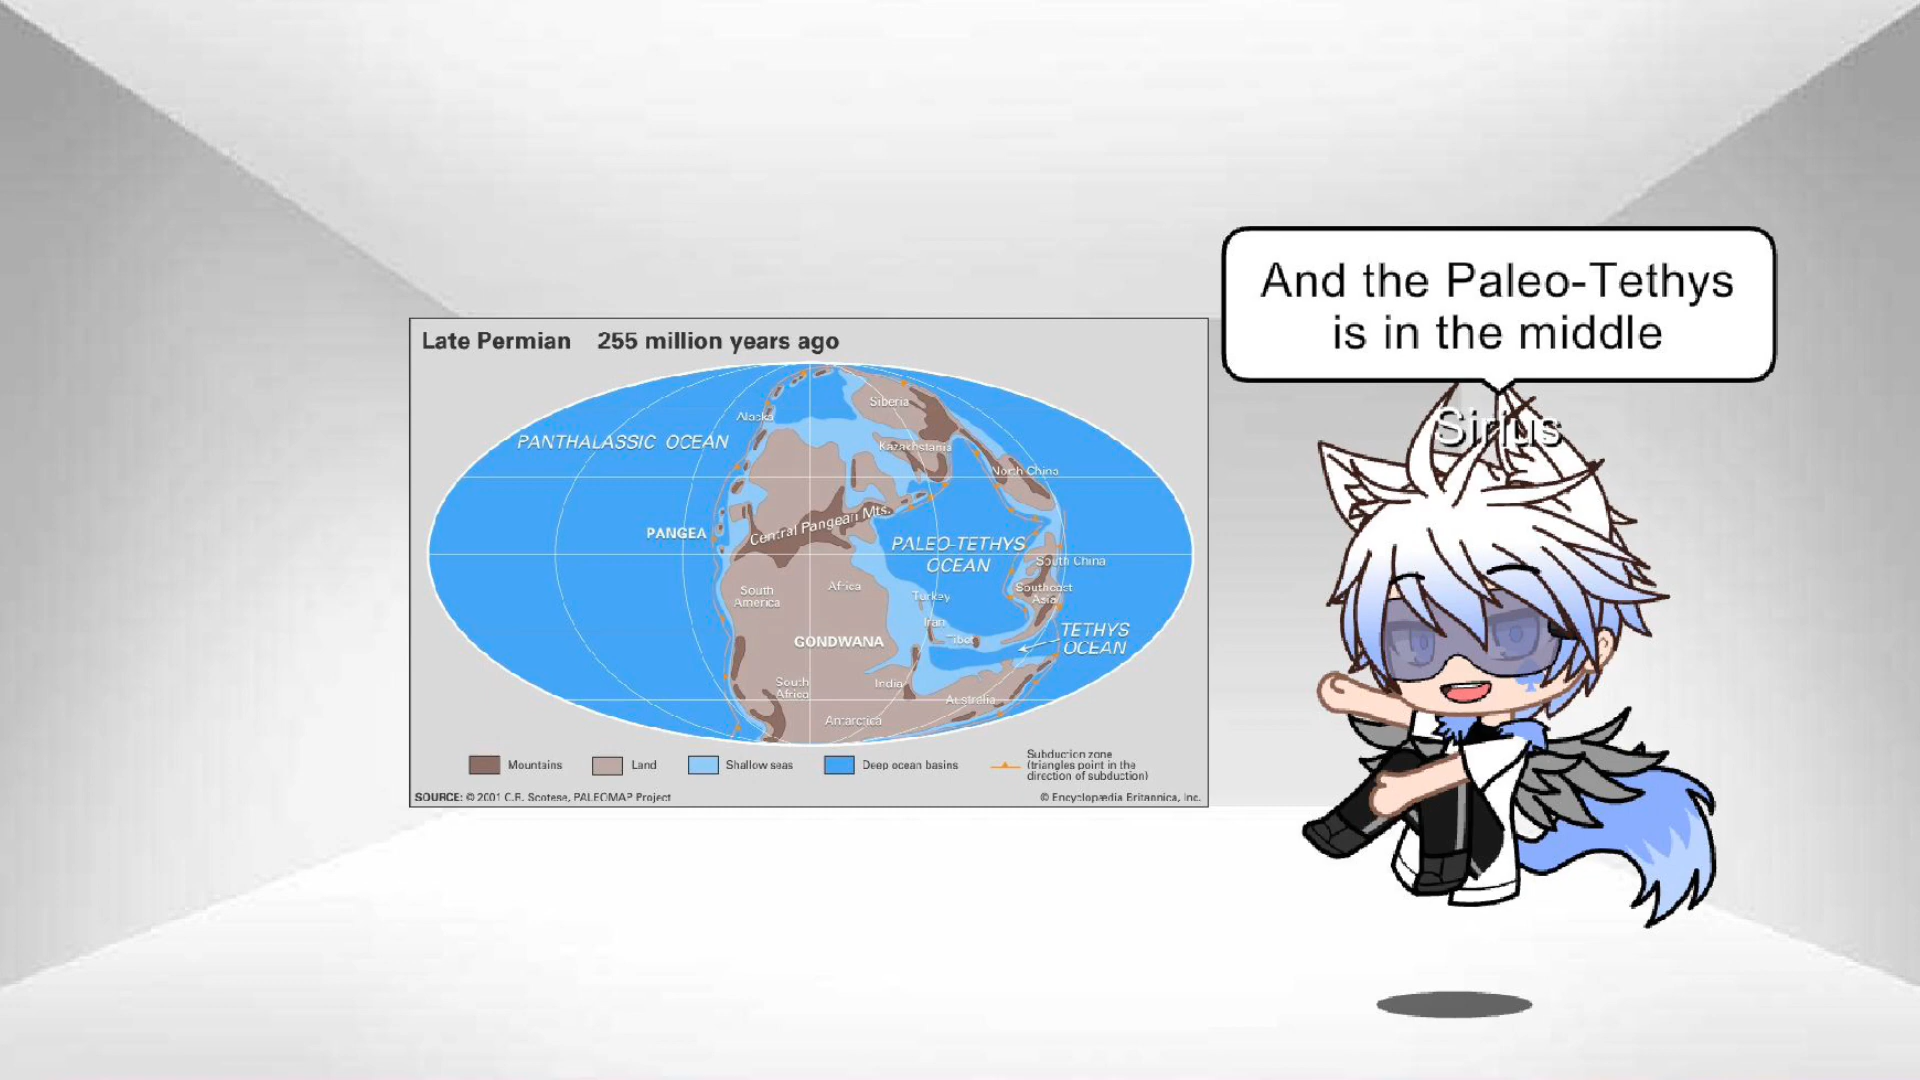 And the Paleo-Tethys
is in the middle
Sirius
Late Permian 255 million years ago
Siberia
Alaska
PANTHALASSIC OCEAN
Kazakhstania
North China
Central Pangean Mts.
PANGEA
PALEO-TETHYS
OCEAN
South China
Africa
South
America
Southeast
Asia
Turkey
Iran
Tibet
TETHYS
OCEAN
GONDWANA
South
Africa
India
Australia
Antarctica
Mountains
Land
Shallow seas
Deep ocean basins
Subduction zone
(triangles point in the
direction of subduction)
SOURCE: © 2001 C.R. Scotese, PALEOMAP Project
© Encyclopædia Britannica, Inc.